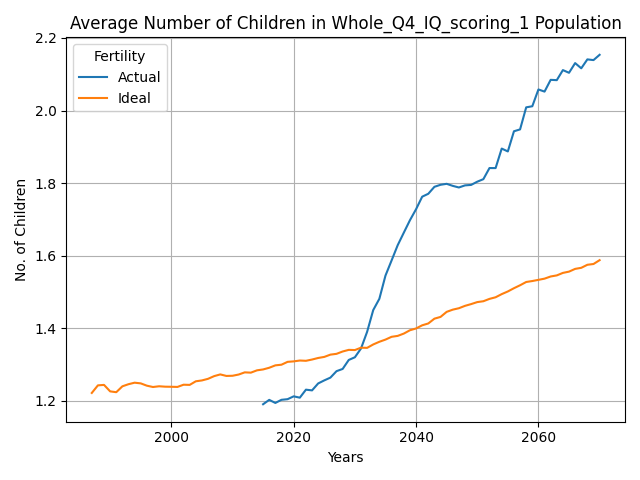 Average Number of Children in Whole_Q4_IQ_scoring_1 Population
2.2
2.0
1.8
1.6
1.4
1.2
No. of Children
Fertility
Actual
Ideal
2000
2020
2040
2060
Years